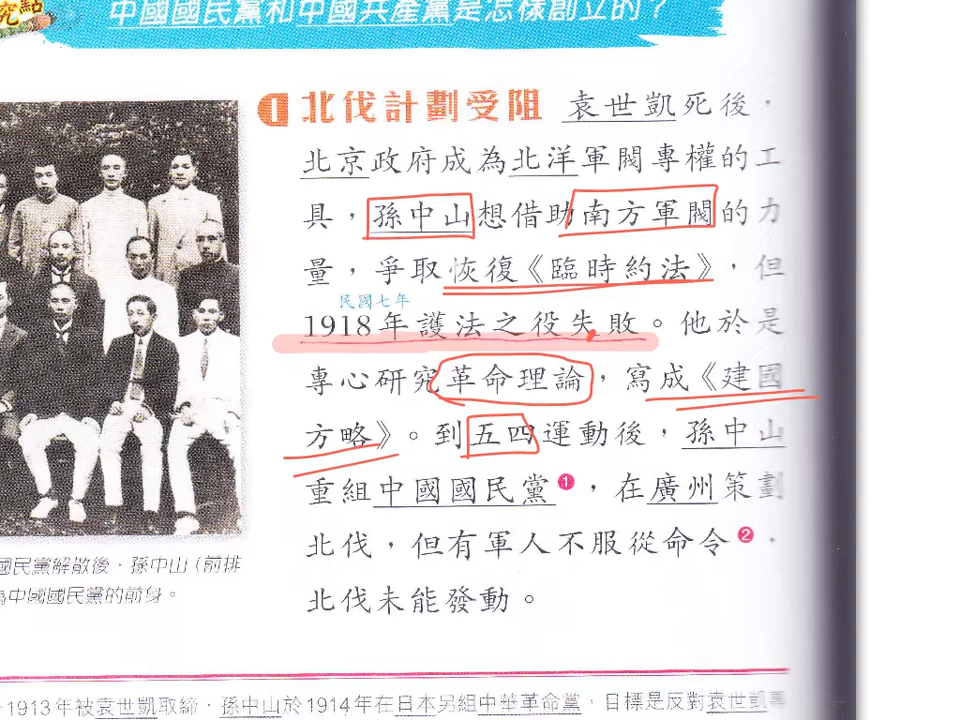 究點
中國國民黨和中國共產黨是怎樣創立的？
1 北伐計劃受阻 袁世凱死後，
北京政府成為北洋軍閥專權的工
具，孫中山想借助南方軍閥的力
量，爭取恢復《臨時約法》，但
民國七年
1918年護法之役失敗。他於是
專心研究革命理論，寫成《建國
方略》。到五四運動後，孫中山
重組中國國民黨1，在廣州策劃
北伐，但有軍人不服從命令2，
北伐未能發動。
國民黨解散後，孫中山（前排
為中國國民黨的前身。
1913年被袁世凱取締，孫中山於1914年在日本另組中華革命黨，目標是反對袁世凱專